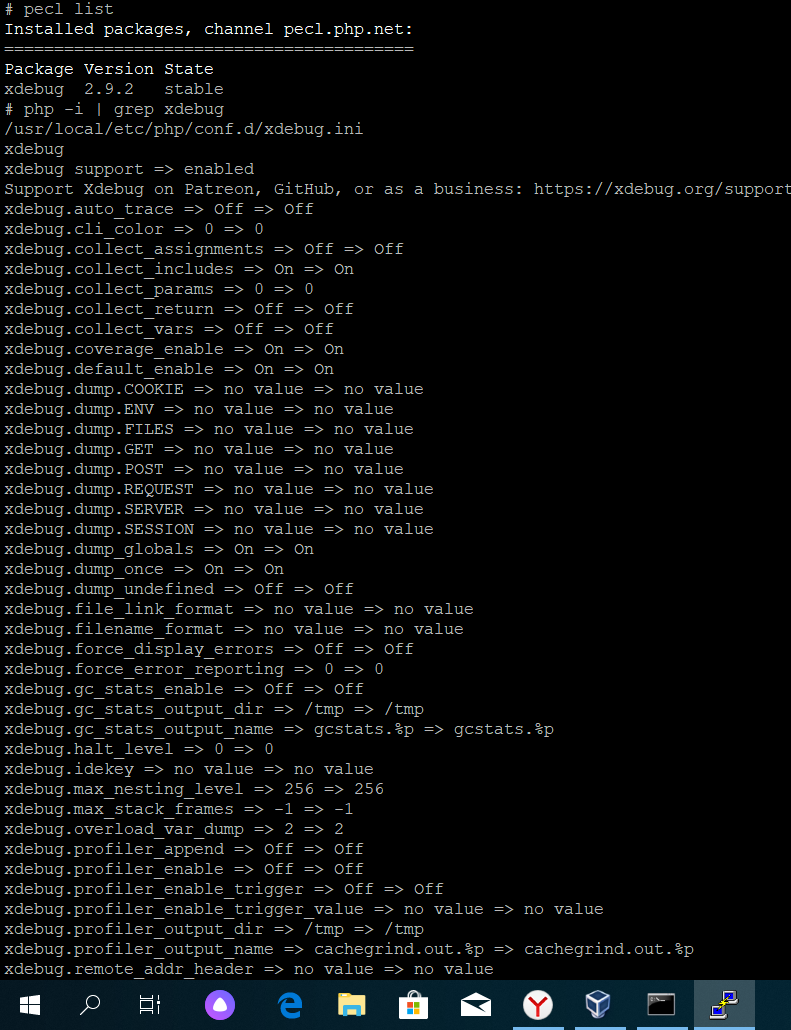 # pecl list
Installed packages, channel pecl.php.net:
=========================================
Package Version State
xdebug  2.9.2   stable
# php -i | grep xdebug
/usr/local/etc/php/conf.d/xdebug.ini
xdebug
xdebug support => enabled
Support Xdebug on Patreon, GitHub, or as a business: https://xdebug.org/support
xdebug.auto_trace => Off => Off
xdebug.cli_color => 0 => 0
xdebug.collect_assignments => Off => Off
xdebug.collect_includes => On => On
xdebug.collect_params => 0 => 0
xdebug.collect_return => Off => Off
xdebug.collect_vars => Off => Off
xdebug.coverage_enable => On => On
xdebug.default_enable => On => On
xdebug.dump.COOKIE => no value => no value
xdebug.dump.ENV => no value => no value
xdebug.dump.FILES => no value => no value
xdebug.dump.GET => no value => no value
xdebug.dump.POST => no value => no value
xdebug.dump.REQUEST => no value => no value
xdebug.dump.SERVER => no value => no value
xdebug.dump.SESSION => no value => no value
xdebug.dump_globals => On => On
xdebug.dump_once => On => On
xdebug.dump_undefined => Off => Off
xdebug.file_link_format => no value => no value
xdebug.filename_format => no value => no value
xdebug.force_display_errors => Off => Off
xdebug.force_error_reporting => 0 => 0
xdebug.gc_stats_enable => Off => Off
xdebug.gc_stats_output_dir => /tmp => /tmp
xdebug.gc_stats_output_name => gcstats.%p => gcstats.%p
xdebug.halt_level => 0 => 0
xdebug.idekey => no value => no value
xdebug.max_nesting_level => 256 => 256
xdebug.max_stack_frames => -1 => -1
xdebug.overload_var_dump => 2 => 2
xdebug.profiler_append => Off => Off
xdebug.profiler_enable => Off => Off
xdebug.profiler_enable_trigger => Off => Off
xdebug.profiler_enable_trigger_value => no value => no value
xdebug.profiler_output_dir => /tmp => /tmp
xdebug.profiler_output_name => cachegrind.out.%p => cachegrind.out.%p
xdebug.remote_addr_header => no value => no value